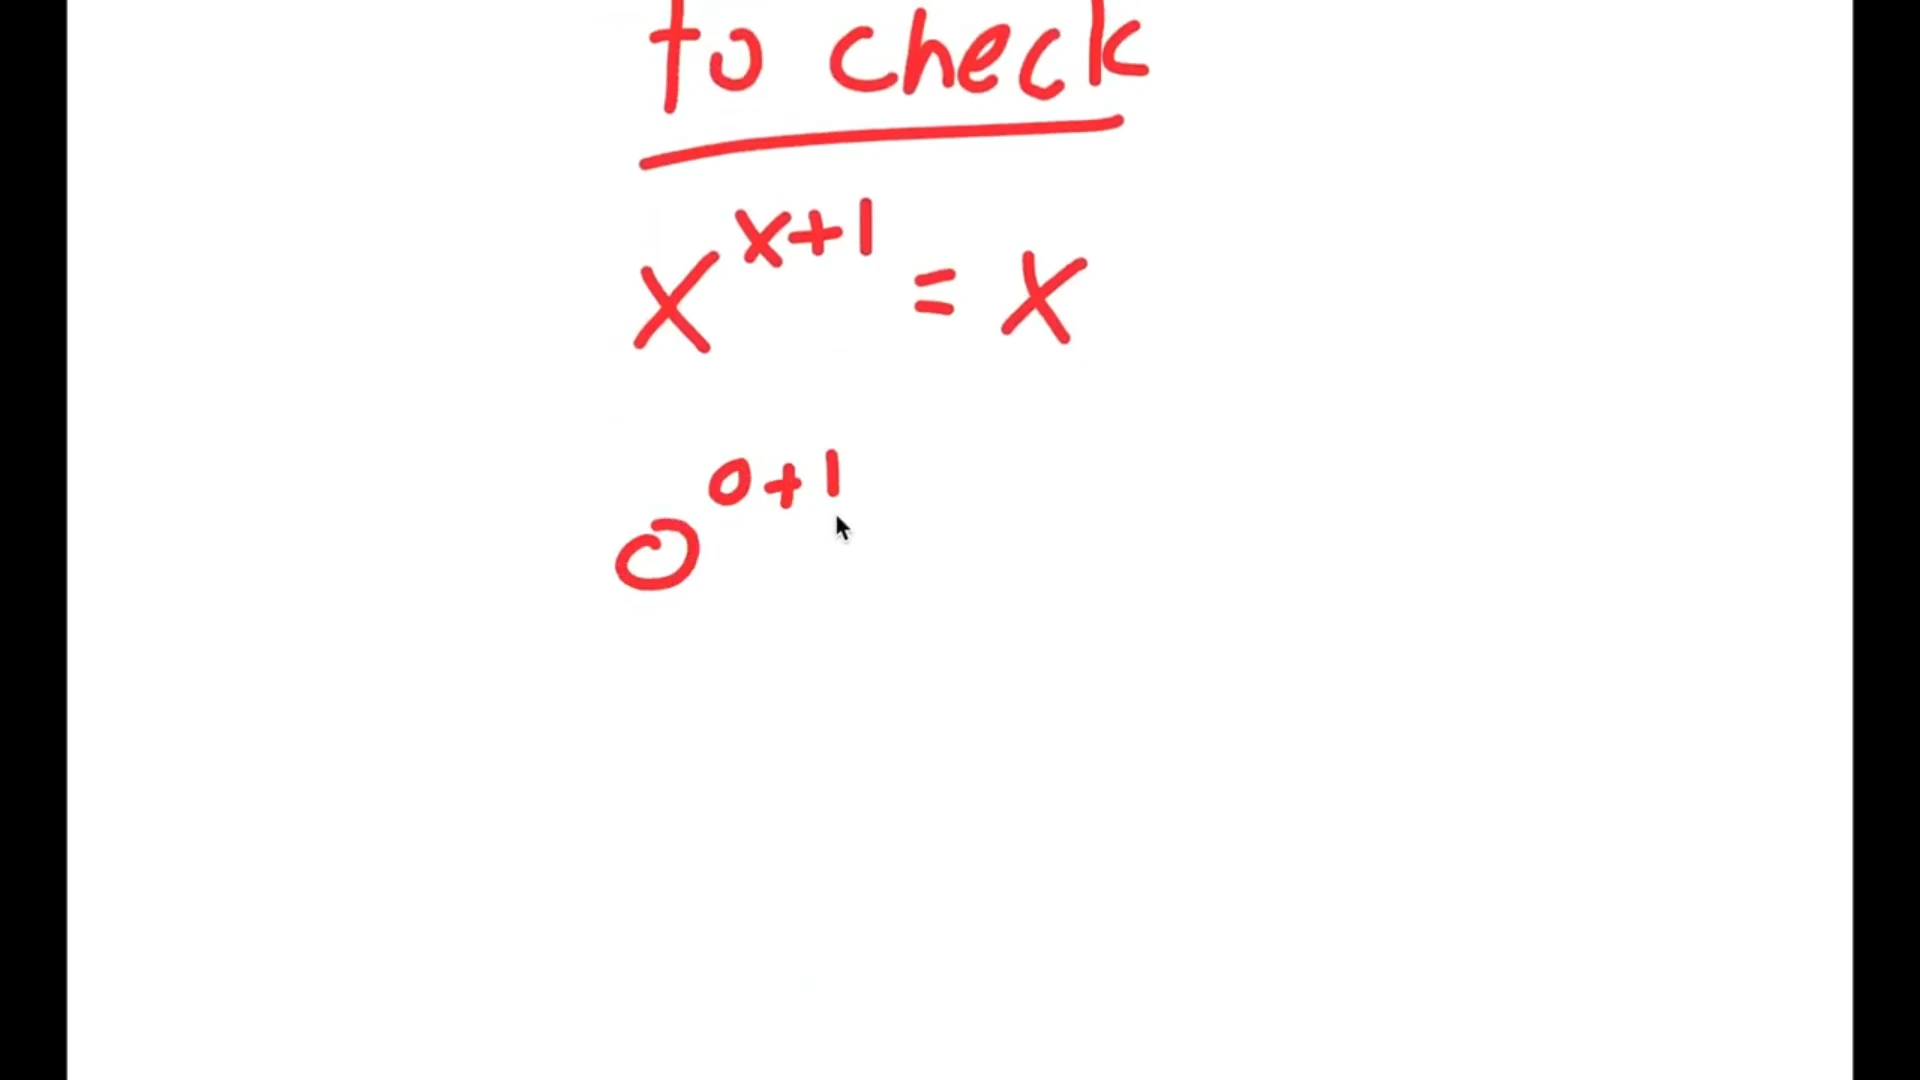 to check
x^{x+1} = x
0^{0+1}